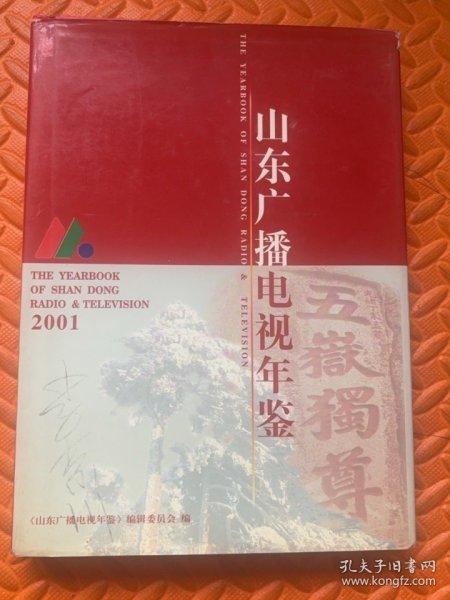 THE YEARBOOK OF SHAN DONG RADIO & TELEVISION
山东广播电视年鉴
THE YEARBOOK
OF SHAN DONG
RADIO & TELEVISION
2001
五嶽獨尊
《山东广播电视年鉴》编辑委员会 编
孔夫子旧书网
www.kongfz.com